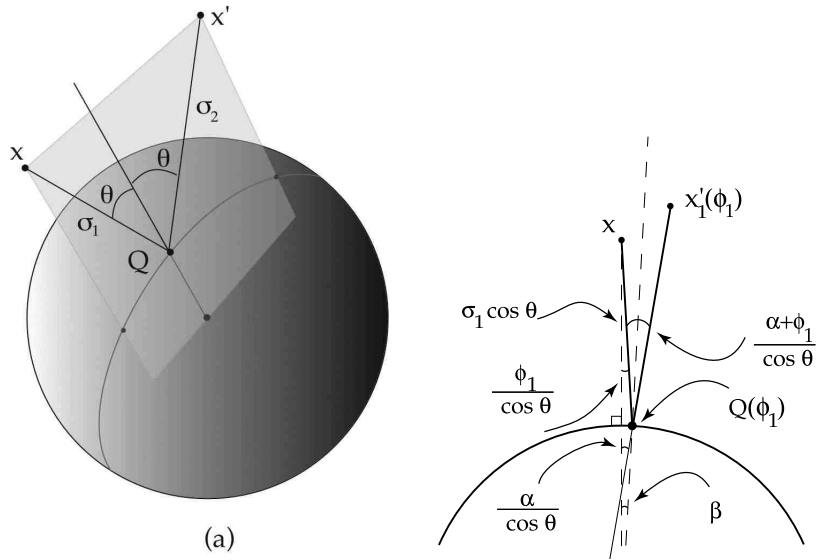 x'
σ₂
x
θ
θ
σ₁
Q
(a)
x
x'₁(ϕ₁)
σ₁ cos θ
α+ϕ₁
cos θ
ϕ₁
cos θ
Q(ϕ₁)
α
cos θ
β